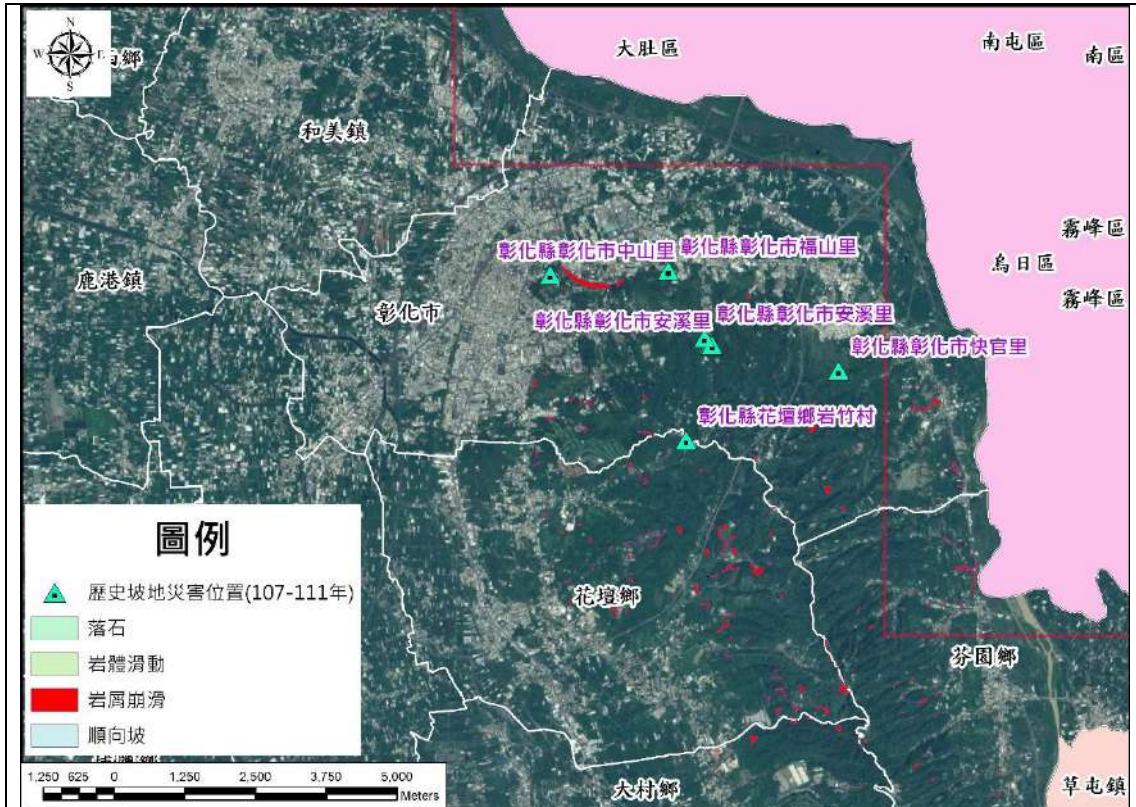 N
W
E
S
大肚區
南屯區
南區
和美鎮
霧峰區
烏日區
霧峰區
鹿港鎮
彰化市
彰化縣彰化市中山里
彰化縣彰化市福山里
彰化縣彰化市安溪里
彰化縣彰化市安溪里
彰化縣彰化市快官里
彰化縣花壇鄉岩竹村
花壇鄉
芬園鄉
大村鄉
草屯鎮
圖例
歷史坡地災害位置(107-111年)
落石
岩體滑動
岩屑崩滑
順向坡
1,250 625 0 1,250 2,500 3,750 5,000
Meters